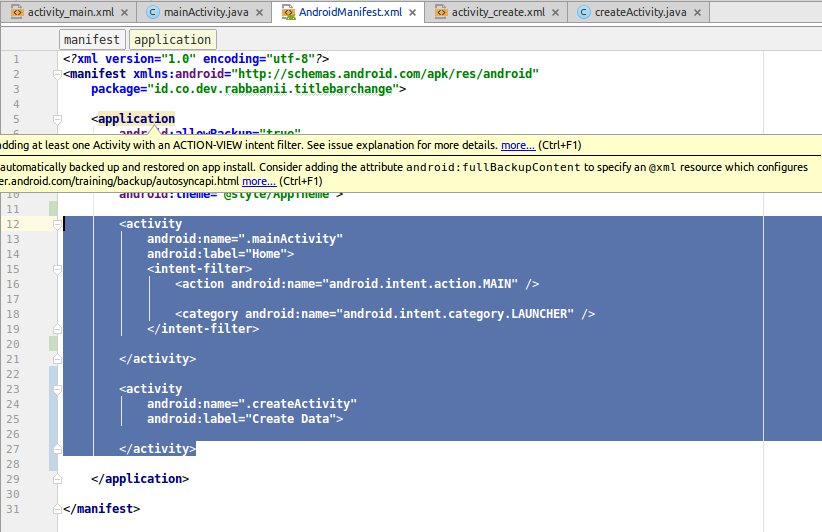 activity_main.xml × mainActivity.java × AndroidManifest.xml × activity_create.xml × createActivity.java ×
manifest application
1 <?xml version="1.0" encoding="utf-8"?>
2 <manifest xmlns:android="http://schemas.android.com/apk/res/android"
3 package="id.co.dev.rabbaanii.titlebarchange">
4
5 <application
6 android:allowBackup="true"
adding at least one Activity with an ACTION-VIEW intent filter. See issue explanation for more details. more... (Ctrl+F1)
automatically backed up and restored on app install. Consider adding the attribute android:fullBackupContent to specify an @xml resource which configures
er.android.com/training/backup/autosyncapi.html more... (Ctrl+F1)
10 android:theme="@style/AppTheme">
11
12 <activity
13 android:name=".mainActivity"
14 android:label="Home">
15 <intent-filter>
16 <action android:name="android.intent.action.MAIN" />
17
18 <category android:name="android.intent.category.LAUNCHER" />
19 </intent-filter>
20
21 </activity>
22
23 <activity
24 android:name=".createActivity"
25 android:label="Create Data">
26
27 </activity>
28
29 </application>
30
31 </manifest>